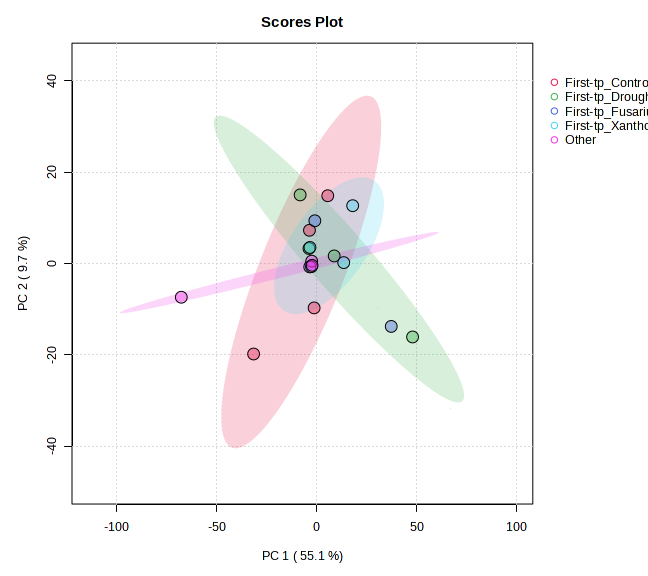 Scores Plot
First-tp_Contro
First-tp_Drough
First-tp_Fusari
First-tp_Xantho
Other
40
20
0
-20
-40
PC 2 ( 9.7 %)
-100 -50 0 50 100
PC 1 ( 55.1 %)